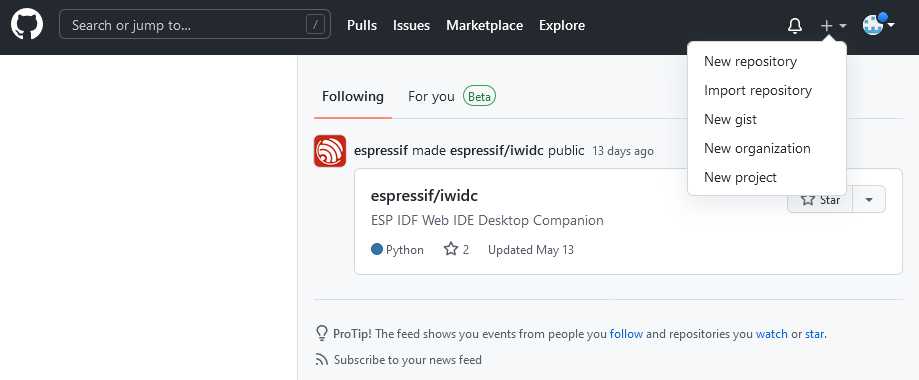 Search or jump to... /
Pulls Issues Marketplace Explore
New repository
Import repository
New gist
New organization
New project
Following For you Beta
espressif made espressif/iwidc public 13 days ago
espressif/iwidc
Star
ESP IDF Web IDE Desktop Companion
Python 2 Updated May 13
ProTip! The feed shows you events from people you follow and repositories you watch or star.
Subscribe to your news feed